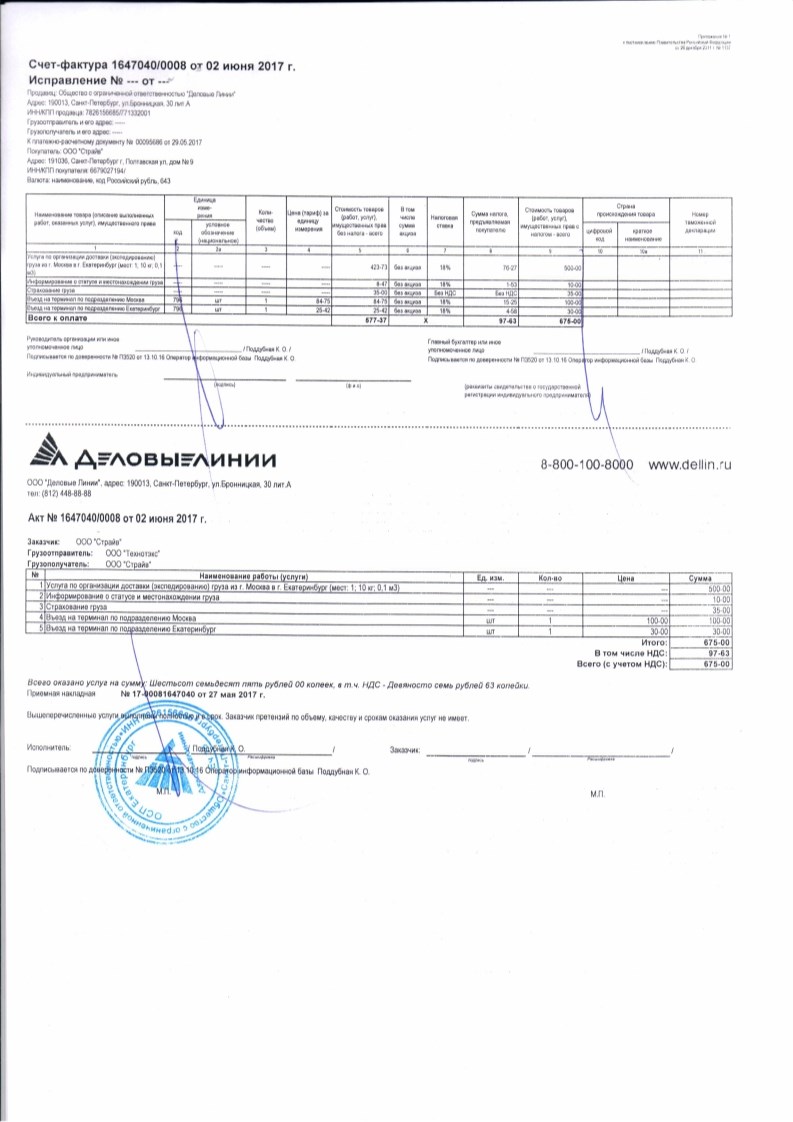 Приложение № 1
к постановлению Правительства Российской Федерации
от 26 декабря 2011 г. № 1137
Счет-фактура 1647040/0008 от 02 июня 2017 г.
Исправление № --- от ---
Продавец: Общество с ограниченной ответственностью "Деловые Линии"
Адрес: 190013, Санкт-Петербург, ул.Бронницкая, 30 лит.А
ИНН/КПП продавца: 7826156685/771332001
Грузоотправитель и его адрес: ----
Грузополучатель и его адрес: ----
К платежно-расчетному документу № 00095686 от 29.05.2017
Покупатель: ООО "Страйв"
Адрес: 191036, Санкт-Петербург г, Полтавская ул, дом № 9
ИНН/КПП покупателя: 6679027194/
Валюта: наименование, код Российский рубль, 643
Наименование товара (описание выполненных работ, оказанных услуг), имущественного права
Единица измерения
код
условное обозначение (национальное)
Количество (объем)
Цена (тариф) за единицу измерения
Стоимость товаров (работ, услуг), имущественных прав без налога - всего
В том числе сумма акциза
Налоговая ставка
Сумма налога, предъявляемая покупателю
Стоимость товаров (работ, услуг), имущественных прав с налогом - всего
Страна происхождения товара
цифровой код
краткое наименование
Номер таможенной декларации
1 2 2а 3 4 5 6 7 8 9 10 10а 11
Услуга по организации доставки (экспедированию) груза из г. Москва в г. Екатеринбург (мест: 1; 10 кг; 0,1 м3) ---- ---- ---- ---- 423-73 без акциза 18% 76-27 500-00
Информирование о статусе и местонахождении груза ---- ---- ---- ---- 8-47 без акциза 18% 1-53 10-00
Страхование груза ---- ---- ---- ---- 35-00 без акциза без НДС без НДС 35-00
Въезд на терминал по подразделению Москва 796 шт 1 84-75 84-75 без акциза 18% 15-25 100-00
Въезд на терминал по подразделению Екатеринбург 796 шт 1 25-42 25-42 без акциза 18% 4-58 30-00
Всего к оплате 577-37 X 97-63 675-00
Руководитель организации или иное
уполномоченное лицо / Поддубная К. О. /
Подписывается по доверенности № ПЭ520 от 13.10.16 Оператор информационной базы Поддубная К. О.
Главный бухгалтер или иное
уполномоченное лицо / Поддубная К. О. /
Подписывается по доверенности № ПЭ520 от 13.10.16 Оператор информационной базы Поддубная К. О.
Индивидуальный предприниматель
(подпись) (ф.и.о.)
(реквизиты свидетельства о государственной
регистрации индивидуального предпринимателя)
ДЕЛОВЫЕ ЛИНИИ
8-800-100-8000 www.dellin.ru
ООО "Деловые Линии", адрес: 190013, Санкт-Петербург, ул.Бронницкая, 30 лит.А
тел: (812) 448-88-88
Акт № 1647040/0008 от 02 июня 2017 г.
Заказчик: ООО "Страйв"
Грузоотправитель: ООО "Технотэкс"
Грузополучатель: ООО "Страйв"
№ Наименование работы (услуги) Ед. изм. Кол-во Цена Сумма
1 Услуга по организации доставки (экспедированию) груза из г. Москва в г. Екатеринбург (мест: 1; 10 кг; 0,1 м3) --- --- --- 500-00
2 Информирование о статусе и местонахождении груза --- --- --- 10-00
3 Страхование груза --- --- --- 35-00
4 Въезд на терминал по подразделению Москва шт 1 100-00 100-00
5 Въезд на терминал по подразделению Екатеринбург шт 1 30-00 30-00
Итого: 675-00
В том числе НДС: 97-63
Всего (с учетом НДС): 675-00
Всего оказано услуг на сумму: Шестьсот семьдесят пять рублей 00 копеек, в т.ч. НДС - Девяносто семь рублей 63 копейки.
Приемная накладная № 17-00081647040 от 27 мая 2017 г.
Вышеперечисленные услуги выполнены полностью и в срок. Заказчик претензий по объему, качеству и срокам оказания услуг не имеет.
Исполнитель: / Поддубная К. О. / Заказчик: / /
подпись Расшифровка подпись Расшифровка
Подписывается по доверенности № ПЭ520 от 13.10.16 Оператор информационной базы Поддубная К. О.
М.П.
М.П.